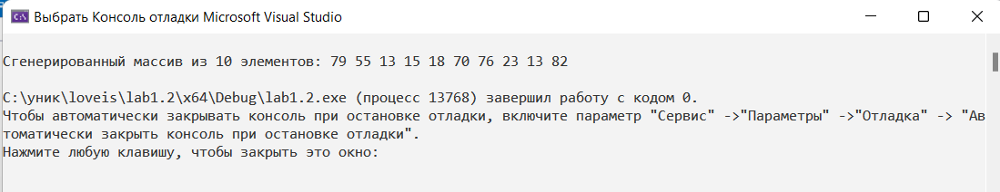 Выбрать Консоль отладки Microsoft Visual Studio
Сгенерированный массив из 10 элементов: 79 55 13 15 18 70 76 23 13 82
C:\уник\loveis\lab1.2\x64\Debug\lab1.2.exe (процесс 13768) завершил работу с кодом 0.
Чтобы автоматически закрывать консоль при остановке отладки, включите параметр "Сервис" ->"Параметры" ->"Отладка" -> "Ав
томатически закрыть консоль при остановке отладки".
Нажмите любую клавишу, чтобы закрыть это окно: